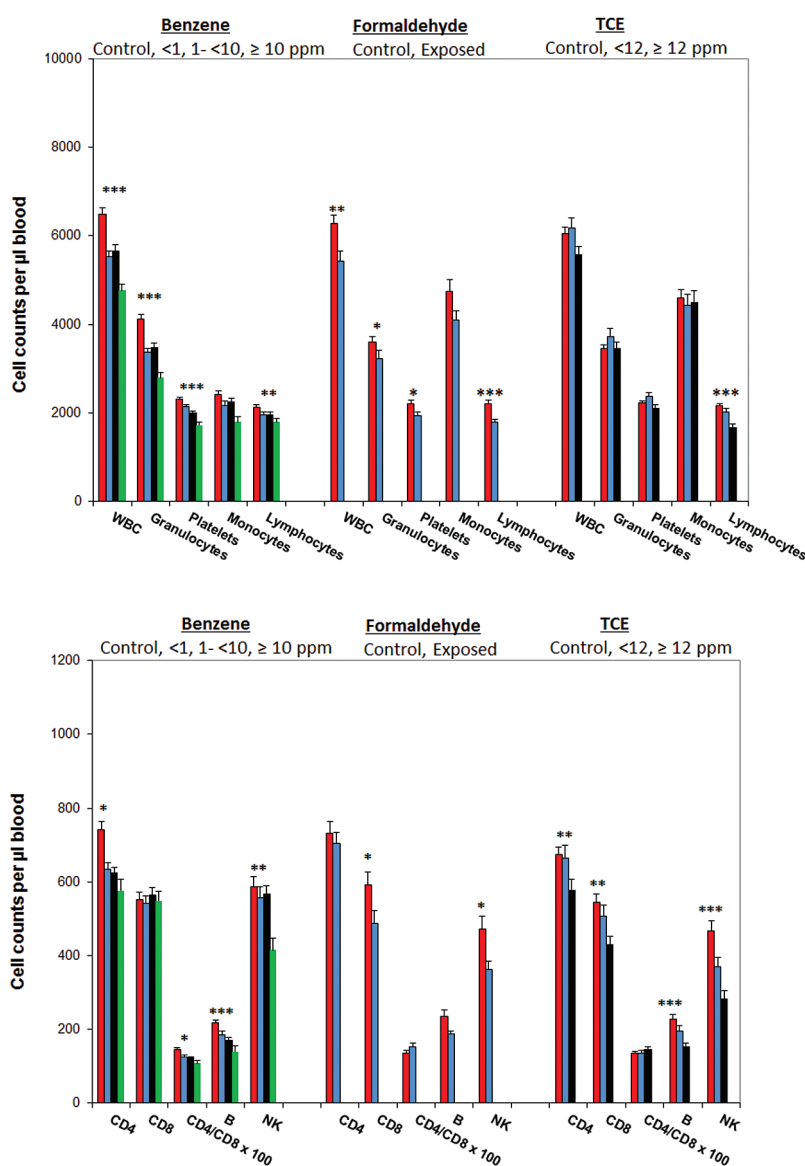 Benzene Formaldehyde TCE
Control, <1, 1- <10, ≥ 10 ppm Control, Exposed Control, <12, ≥ 12 ppm
10000
8000
6000
4000
2000
0
Cell counts per µl blood
*** *** *** **
** * * ***
***
WBC Granulocytes Platelets Monocytes Lymphocytes
WBC Granulocytes Platelets Monocytes Lymphocytes
WBC Granulocytes Platelets Monocytes Lymphocytes
Benzene Formaldehyde TCE
Control, <1, 1- <10, ≥ 10 ppm Control, Exposed Control, <12, ≥ 12 ppm
1200
1000
800
600
400
200
0
Cell counts per µl blood
* * *** **
* *
** ** *** ***
CD4 CD8 CD4/CD8 x 100 B NK
CD4 CD8 CD4/CD8 x 100 B NK
CD4 CD8 CD4/CD8 x 100 B NK